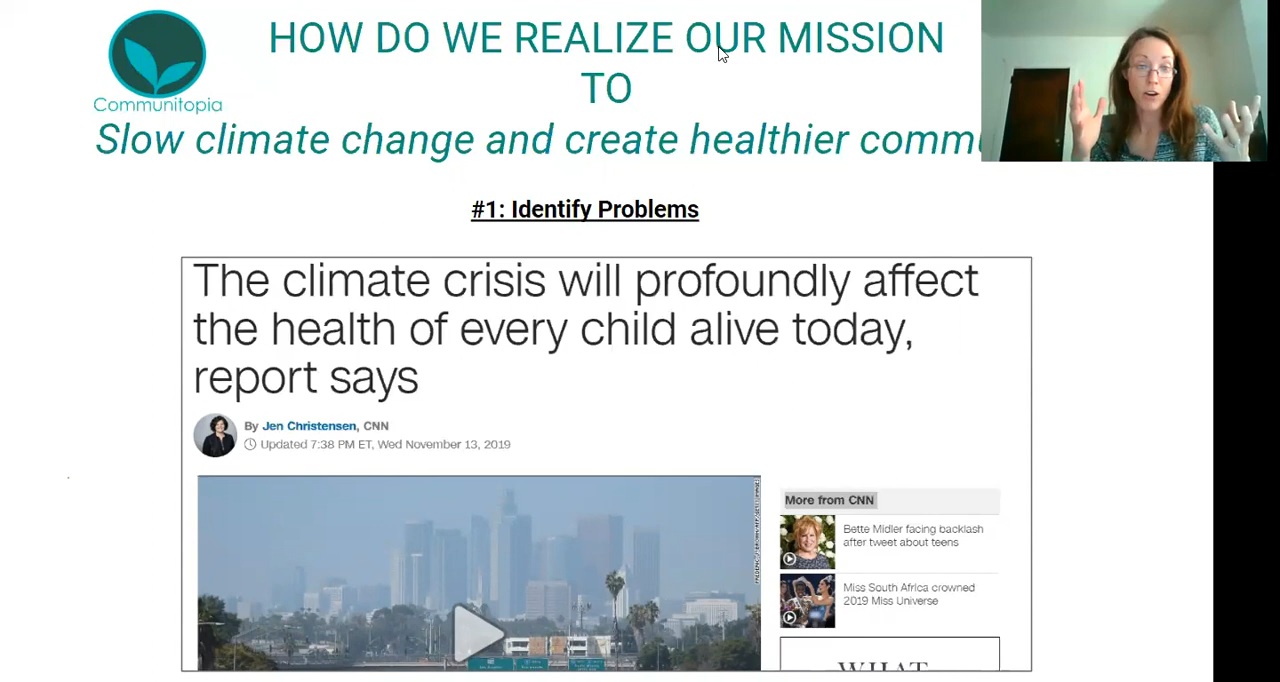 HOW DO WE REALIZE OUR MISSION
TO
Communitopia
Slow climate change and create healthier
#1: Identify Problems
The climate crisis will profoundly affect
the health of every child alive today,
report says
By Jen Christensen, CNN
Updated 7:38 PM ET, Wed November 13, 2019
More from CNN
Bette Midler facing backlash
after tweet about teens
Miss South Africa crowned
2019 Miss Universe
WHAT